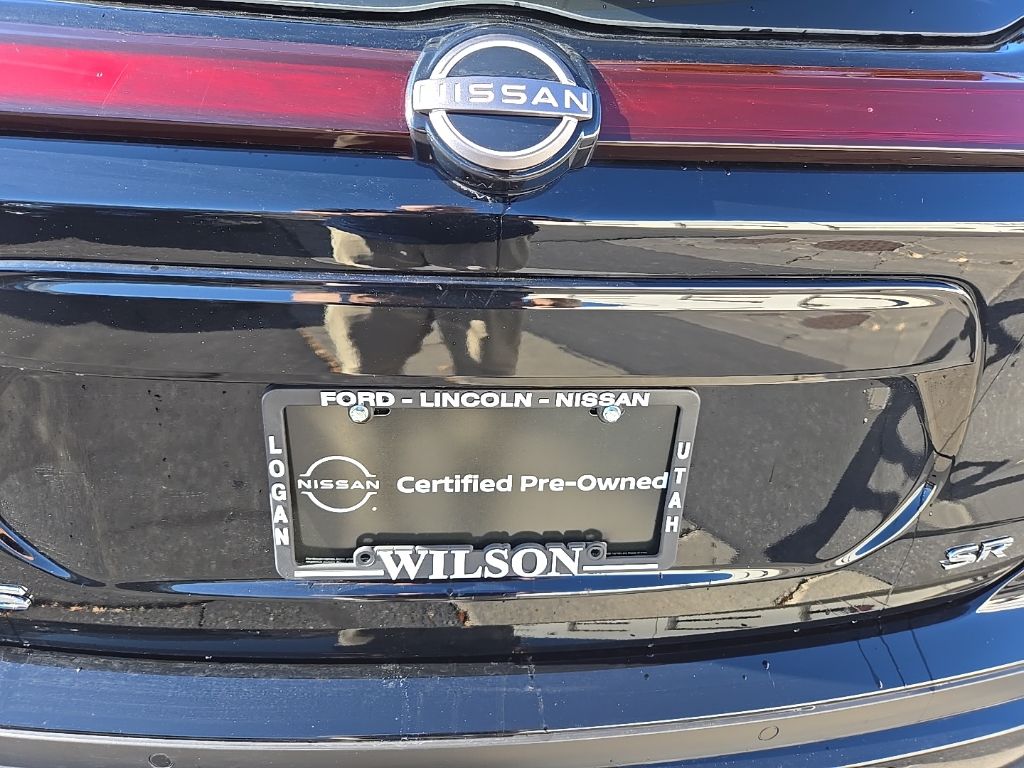 NISSAN
FORD - LINCOLN - NISSAN
LOGAN
NISSAN
Certified Pre-Owned
UTAH
WILSON
S
SR